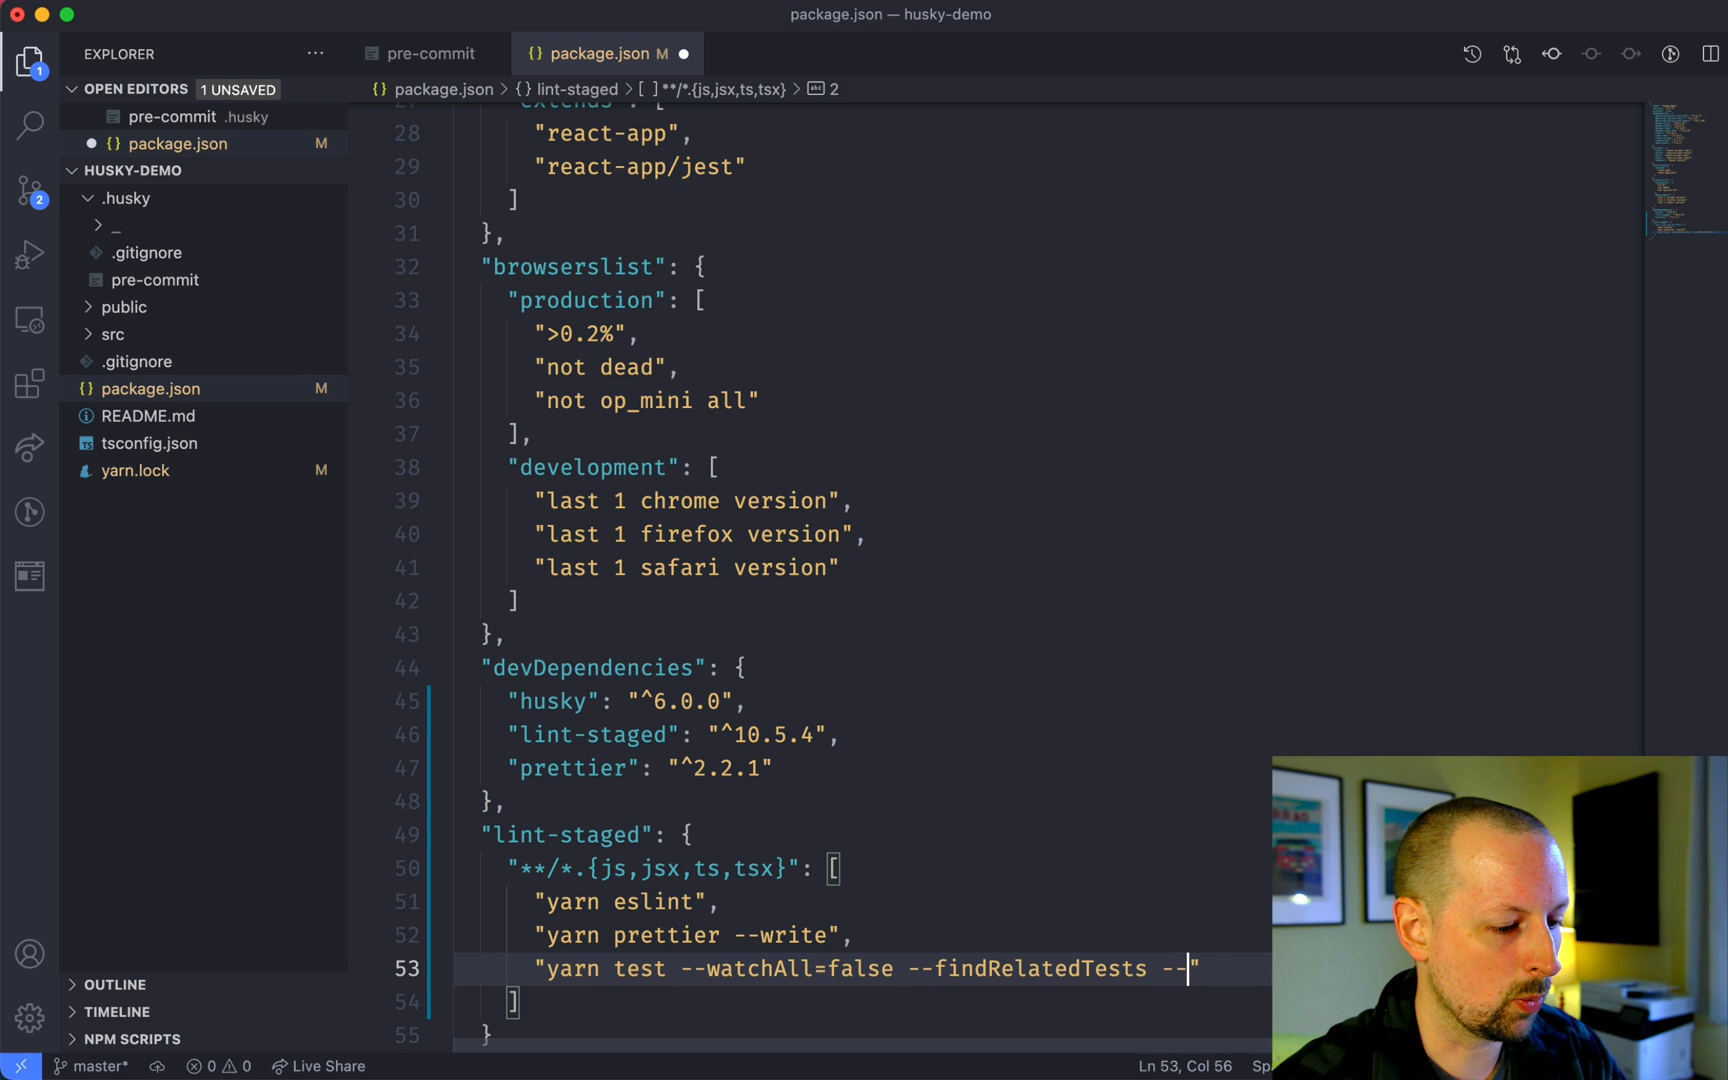 package.json — husky-demo
EXPLORER
pre-commit
{} package.json M
1
OPEN EDITORS 1 UNSAVED
{} package.json > {} lint-staged > [ ] **/*.{js,jsx,ts,tsx} > abc 2
pre-commit .husky
{} package.json M
HUSKY-DEMO
.husky
_
.gitignore
pre-commit
public
src
.gitignore
{} package.json M
README.md
TS tsconfig.json
yarn.lock M
2
27 "extends": [
28 "react-app",
29 "react-app/jest"
30 ]
31 },
32 "browserslist": {
33 "production": [
34 ">0.2%",
35 "not dead",
36 "not op_mini all"
37 ],
38 "development": [
39 "last 1 chrome version",
40 "last 1 firefox version",
41 "last 1 safari version"
42 ]
43 },
44 "devDependencies": {
45 "husky": "^6.0.0",
46 "lint-staged": "^10.5.4",
47 "prettier": "^2.2.1"
48 },
49 "lint-staged": {
50 "**/*.{js,jsx,ts,tsx}": [
51 "yarn eslint",
52 "yarn prettier --write",
53 "yarn test --watchAll=false --findRelatedTests --"
54 ]
55 }
OUTLINE
TIMELINE
NPM SCRIPTS
master* 0 0 Live Share
Ln 53, Col 56